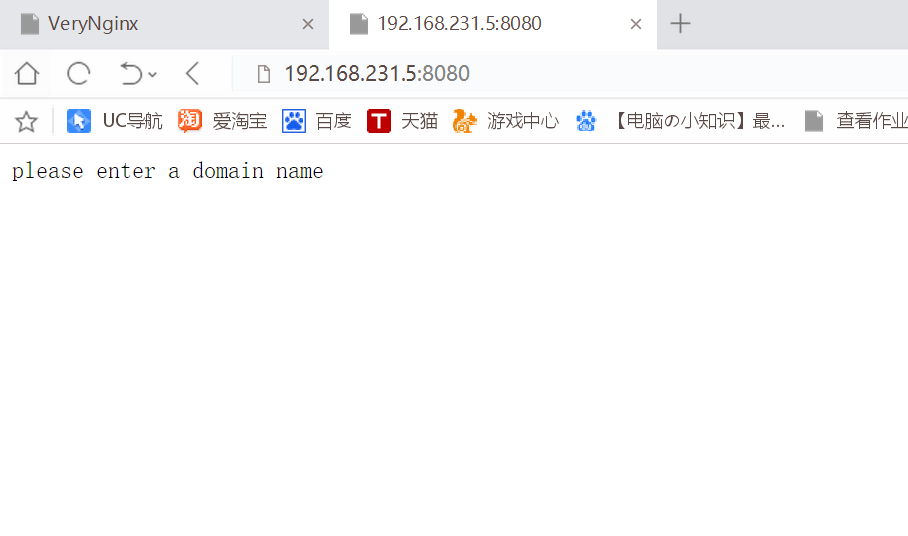 VeryNginx
192.168.231.5:8080
192.168.231.5:8080
UC导航 淘 爱淘宝 百度 T 天猫 游戏中心 【电脑の小知识】最... 查看作业
please enter a domain name